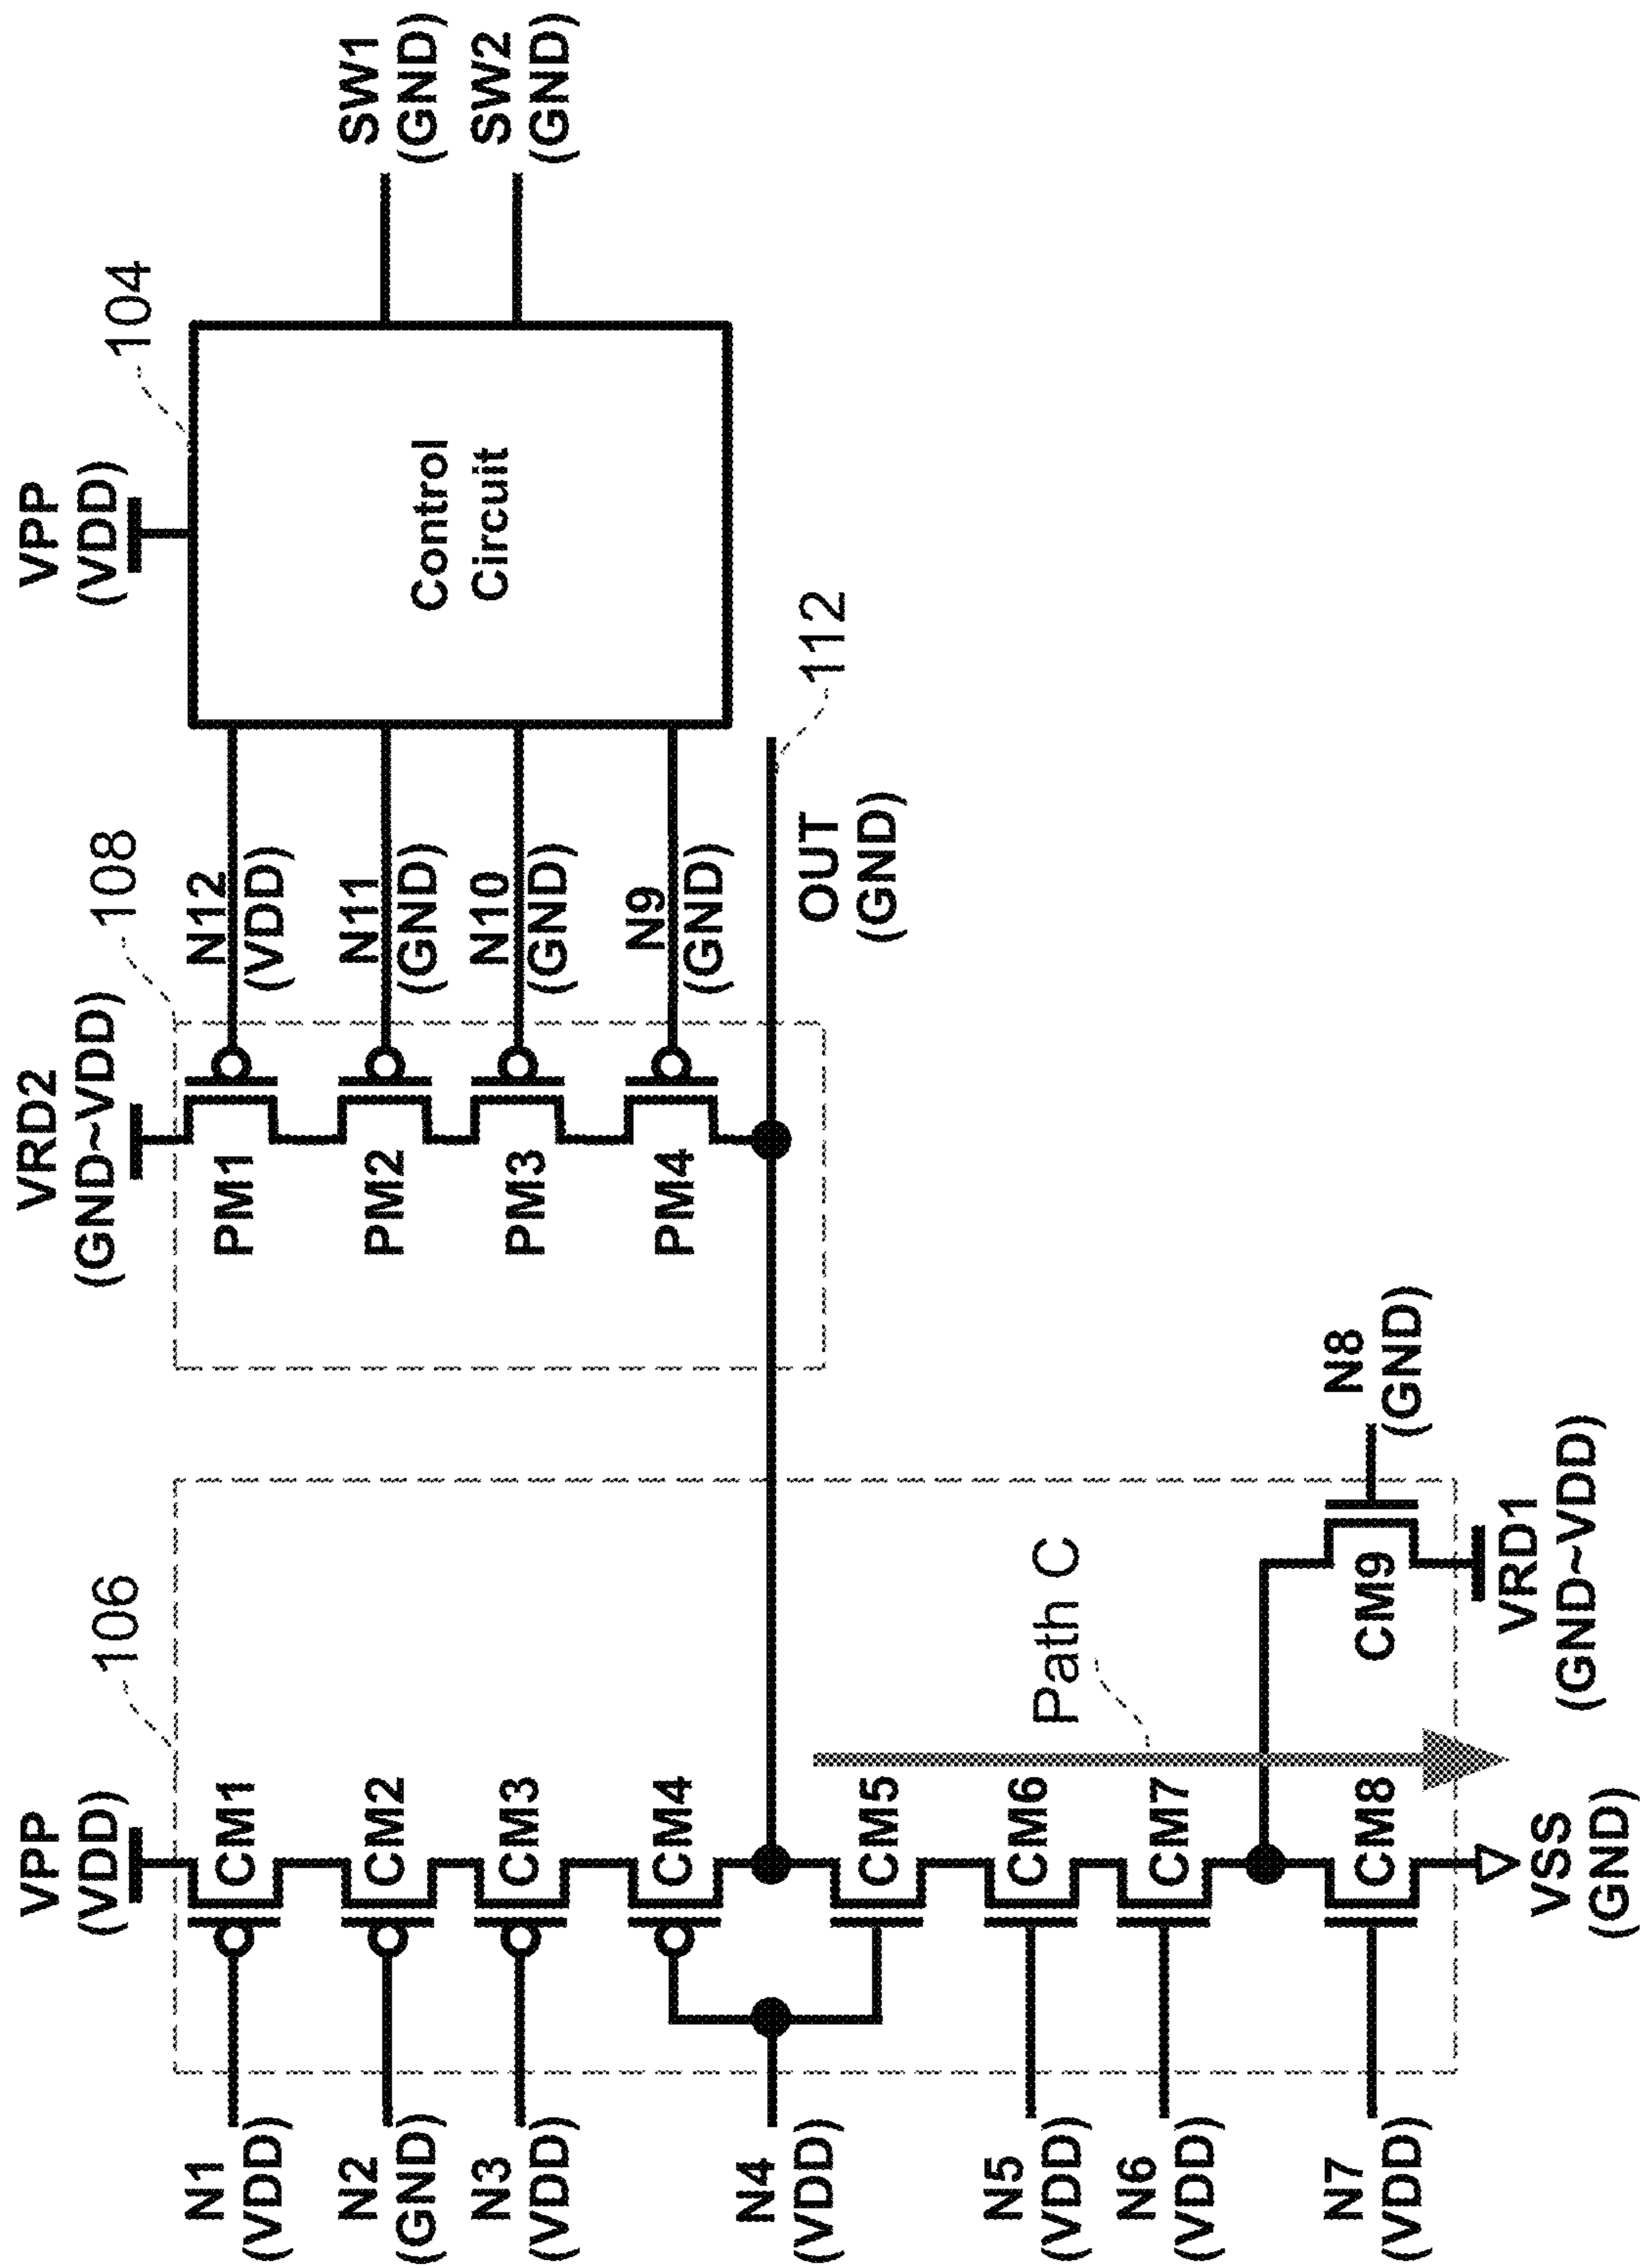 VPP
(VDD)
106
N1
(VDD)
CM1
N2
(GND)
CM2
N3
(VDD)
CM3
CM4
N4
(VDD)
CM5
N5
(VDD)
CM6
N6
(VDD)
CM7
N7
(VDD)
CM8
VSS
(GND)
Path C
CM9
N8
(GND)
VRD1
(GND~VDD)
VRD2
(GND~VDD)
108
PM1
PM2
PM3
PM4
N12
(VDD)
N11
(GND)
N10
(GND)
N9
(GND)
OUT
(GND)
112
VPP
(VDD)
104
Control
Circuit
SW1
(GND)
SW2
(GND)